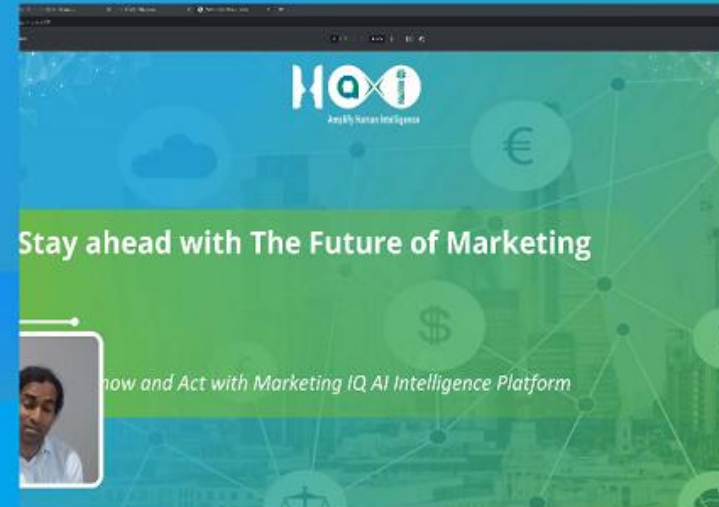 HaXi
Amplify Human Intelligence
Stay ahead with The Future of Marketing
now and Act with Marketing IQ AI Intelligence Platform